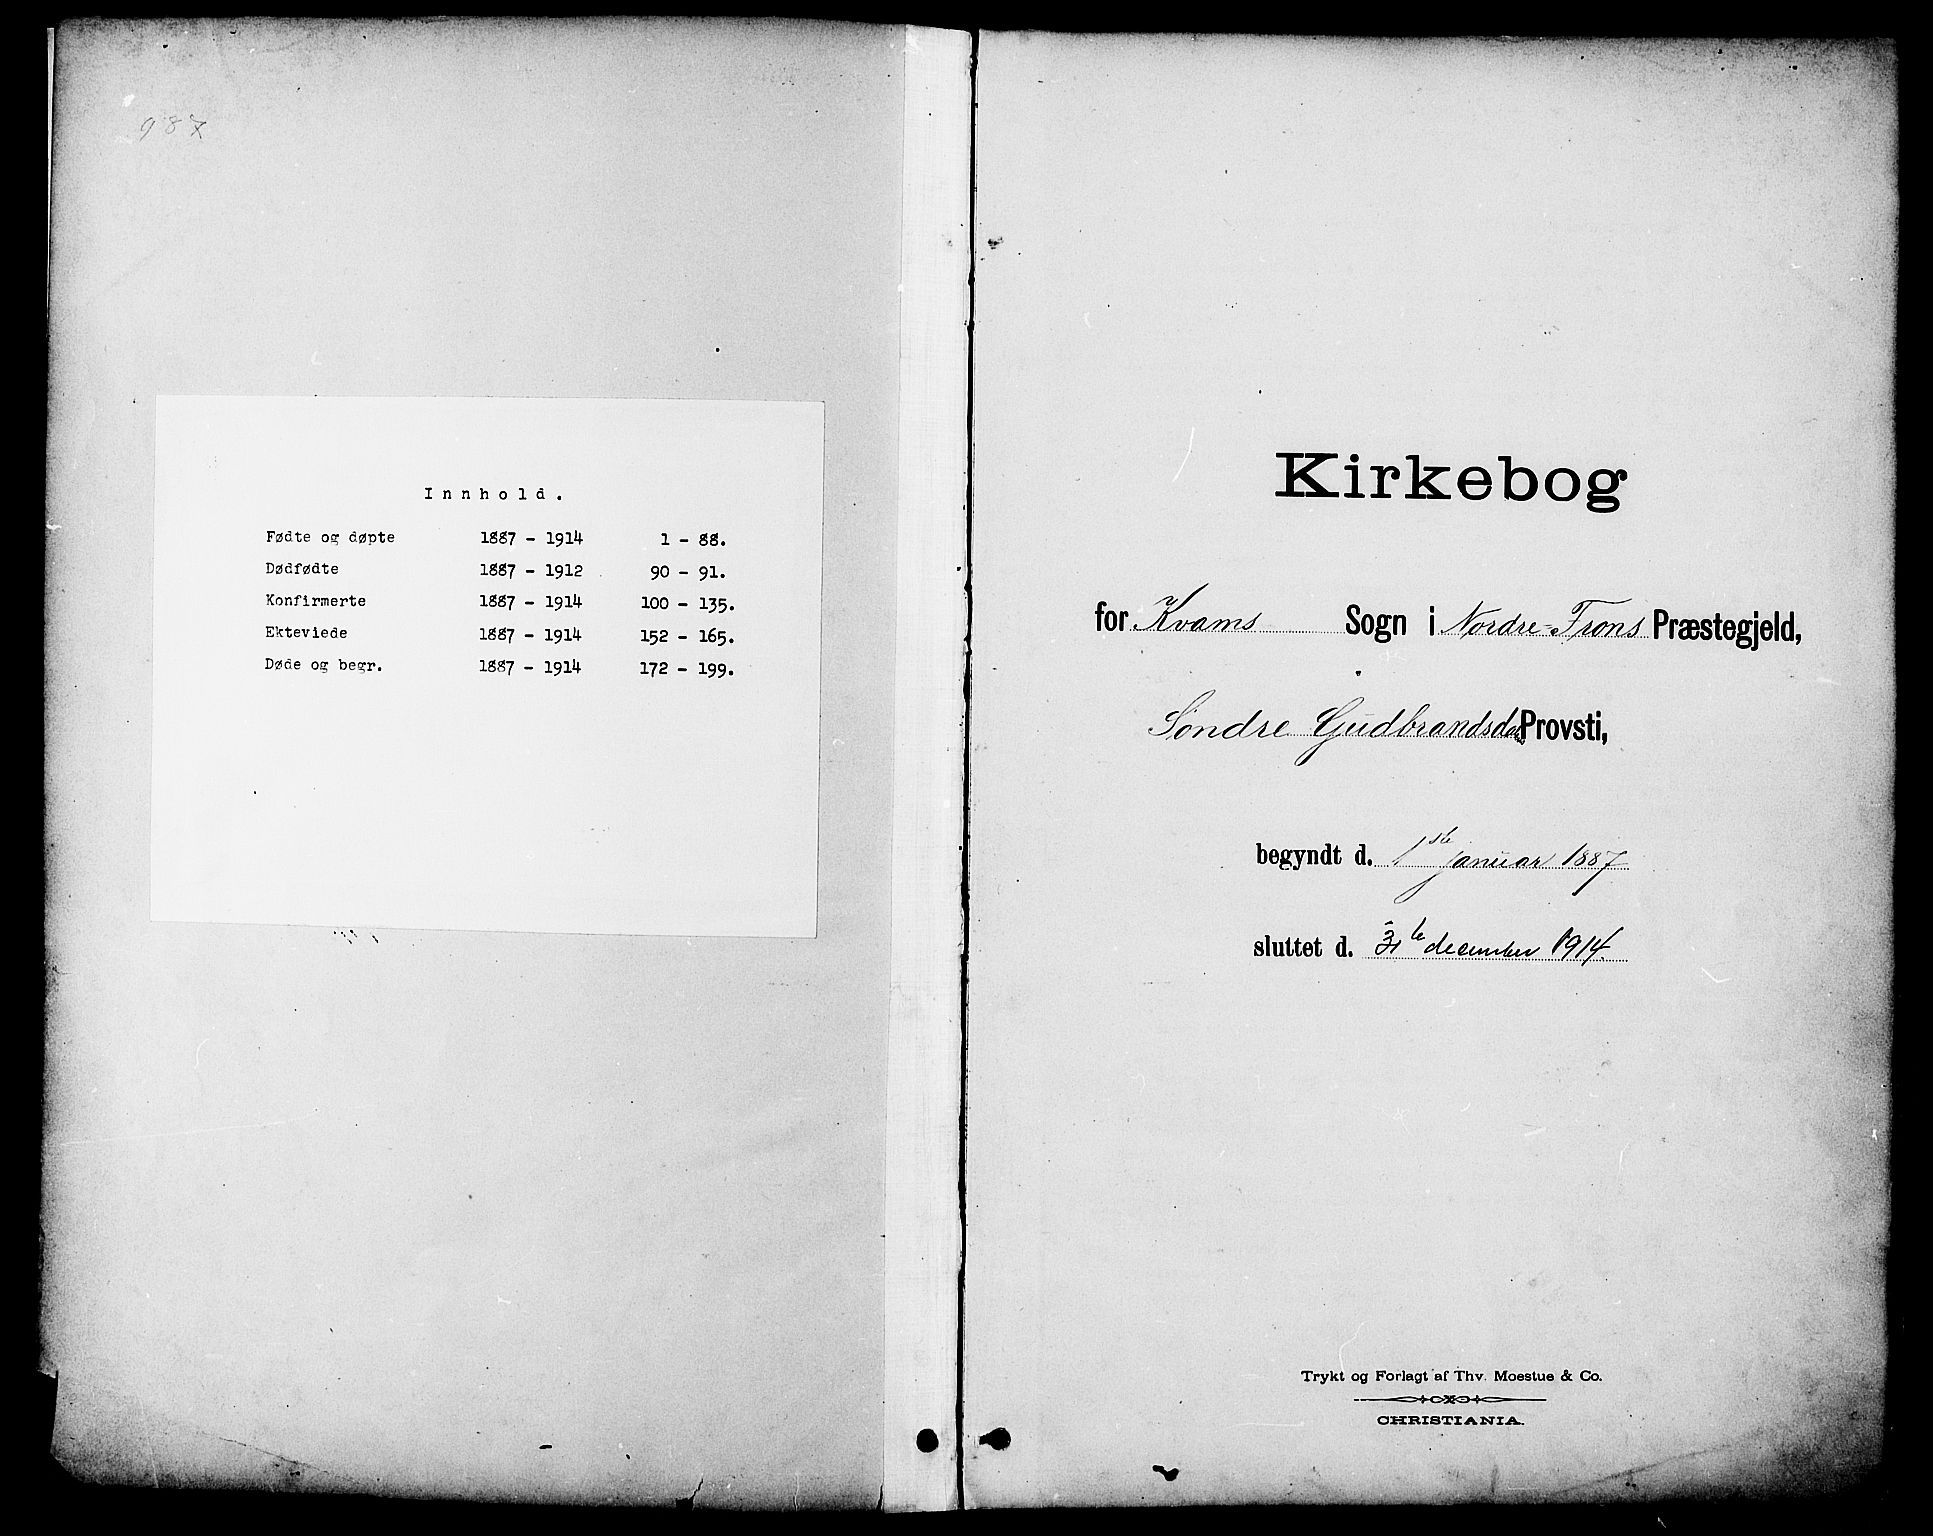 987
Innhold.
Fødte og døpte 1887 - 1914 1 - 88.
Dødfødte 1887 - 1912 90 - 91.
Konfirmerte 1887 - 1914 100 - 135.
Ekteviede 1887 - 1914 152 - 165.
Døde og begr. 1887 - 1914 172 - 199.
Kirkebog
for Kvams Sogn i Nordre-Frons Præstegjeld,
Søndre Gudbrandsdals Provsti,
begyndt d. 1ste januar 1887
sluttet d. 31te december 1914.
Trykt og Forlagt af Thv. Moestue & Co.
CHRISTIANIA.